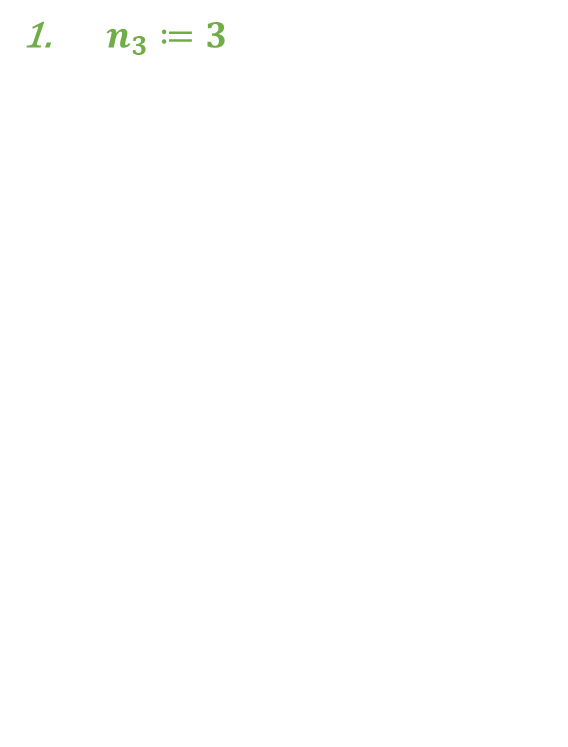 1. n₃ := 3